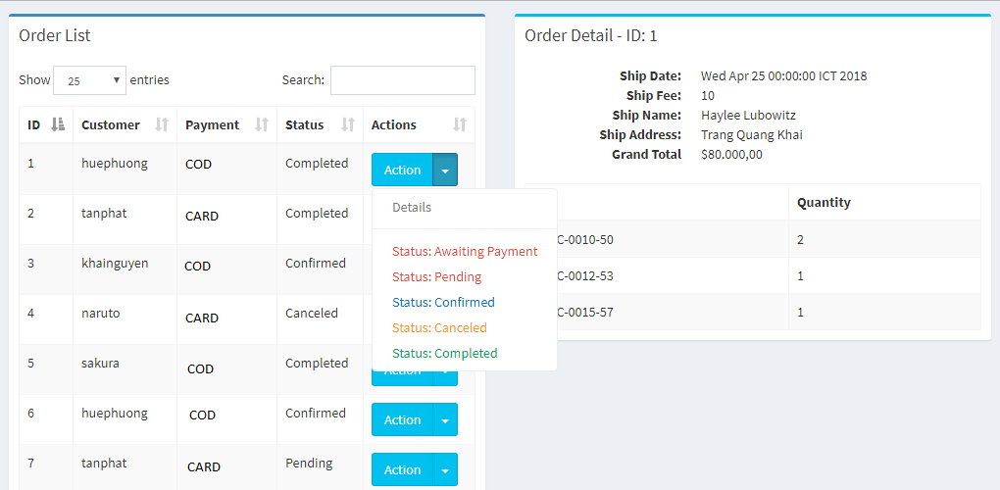 Order List
Show 25 entries Search:
ID Customer Payment Status Actions
1 huephuong COD Completed Action
2 tanphat CARD Completed
3 khainguyen COD Confirmed
4 naruto CARD Canceled
5 sakura COD Completed Action
6 huephuong COD Confirmed Action
7 tanphat CARD Pending Action
Details
Status: Awaiting Payment
Status: Pending
Status: Confirmed
Status: Canceled
Status: Completed
Order Detail - ID: 1
Ship Date: Wed Apr 25 00:00:00 ICT 2018
Ship Fee: 10
Ship Name: Haylee Lubowitz
Ship Address: Trang Quang Khai
Grand Total $80.000,00
Quantity
C-0010-50 2
C-0012-53 1
C-0015-57 1